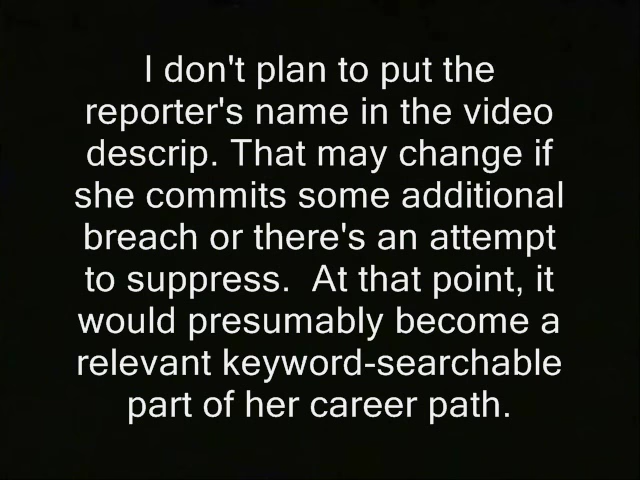 I don't plan to put the
reporter's name in the video
descrip. That may change if
she commits some additional
breach or there's an attempt
to suppress.  At that point, it
would presumably become a
relevant keyword-searchable
part of her career path.